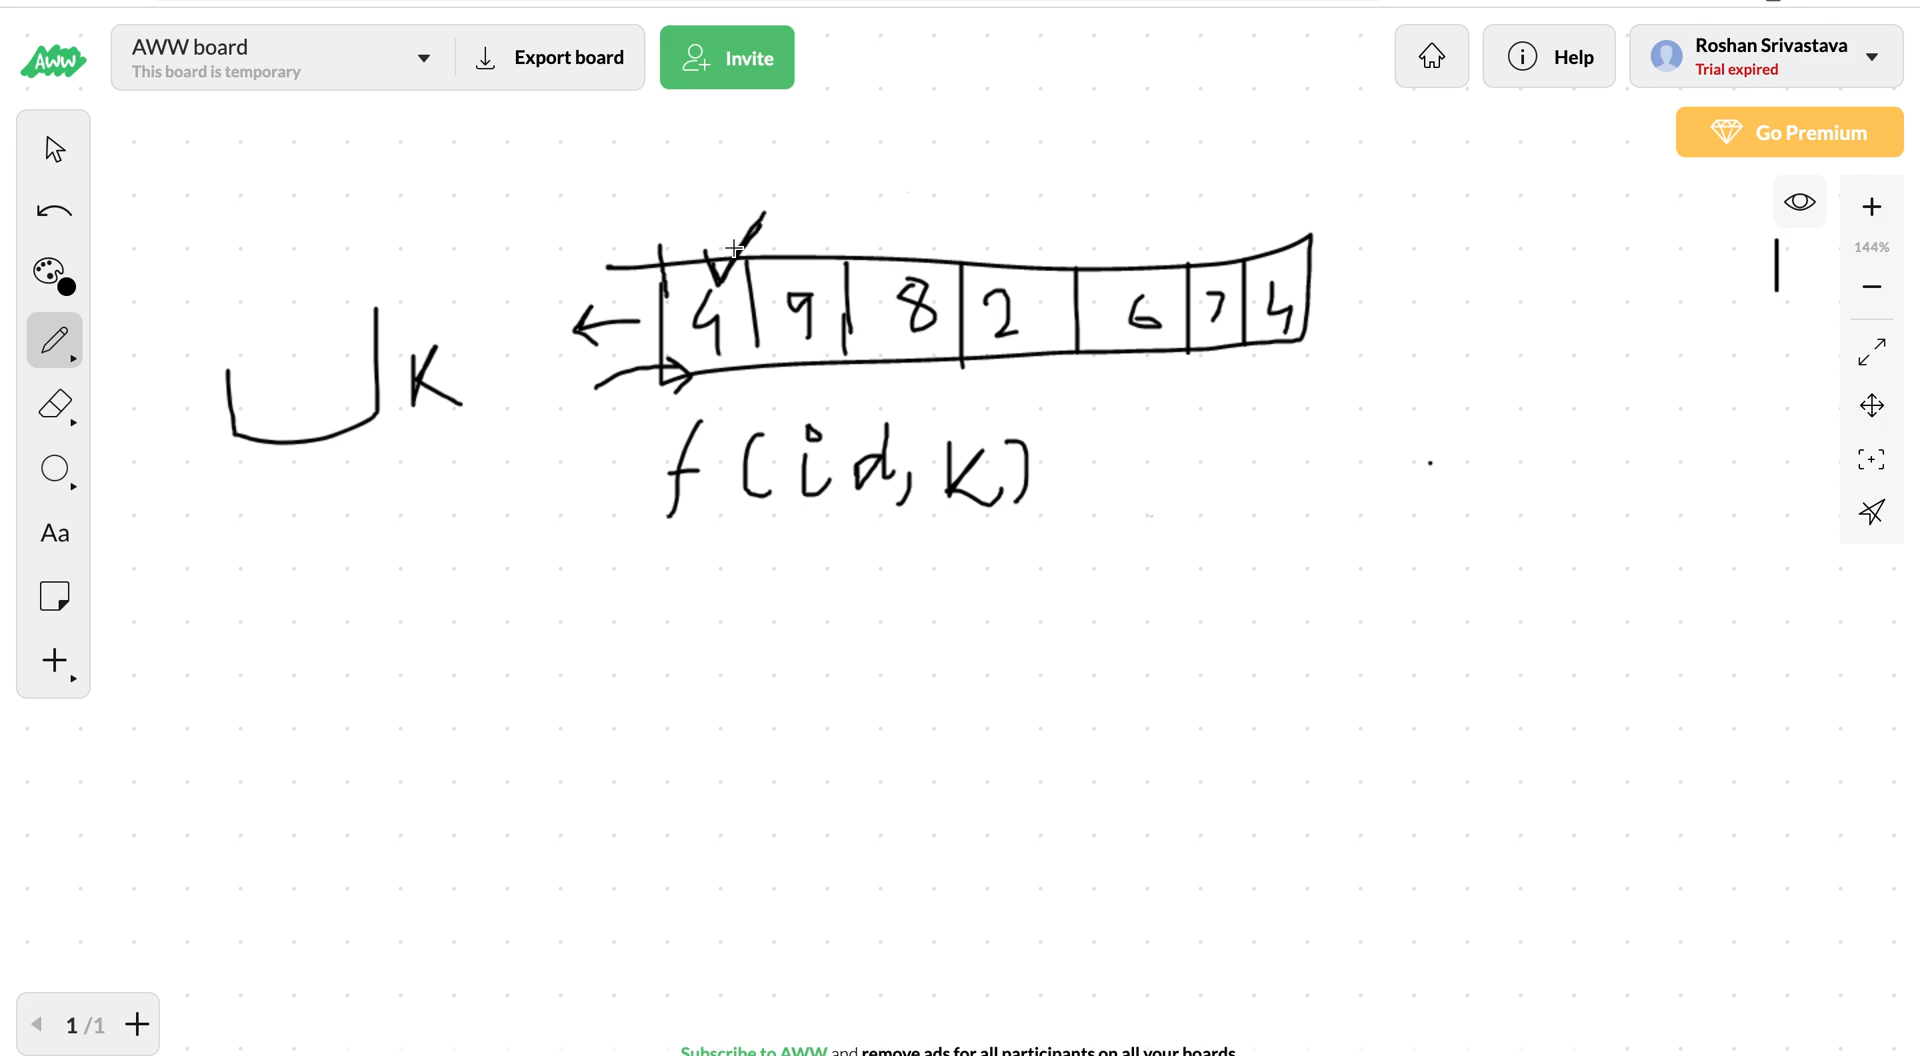 AWW
AWW board
This board is temporary
Export board
Invite
Help
Roshan Srivastava
Trial expired
Go Premium
144%
4 9 8 2 6 7 4
K
f(id, K)
Aa
1 /1
Subscribe to AWW and remove ads for all participants on all your boards